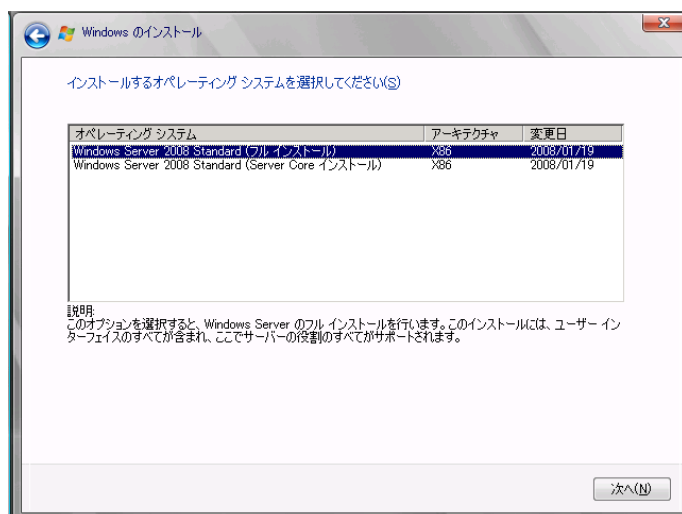 Windows のインストール
インストールするオペレーティング システムを選択してください(S)
オペレーティング システム アーキテクチャ 変更日
Windows Server 2008 Standard (フル インストール) X86 2008/01/19
Windows Server 2008 Standard (Server Core インストール) X86 2008/01/19
説明:
このオプションを選択すると、Windows Server のフル インストールを行います。このインストールには、ユーザー イン
ターフェイスのすべてが含まれ、ここでサーバーの役割のすべてがサポートされます。
次へ(N)